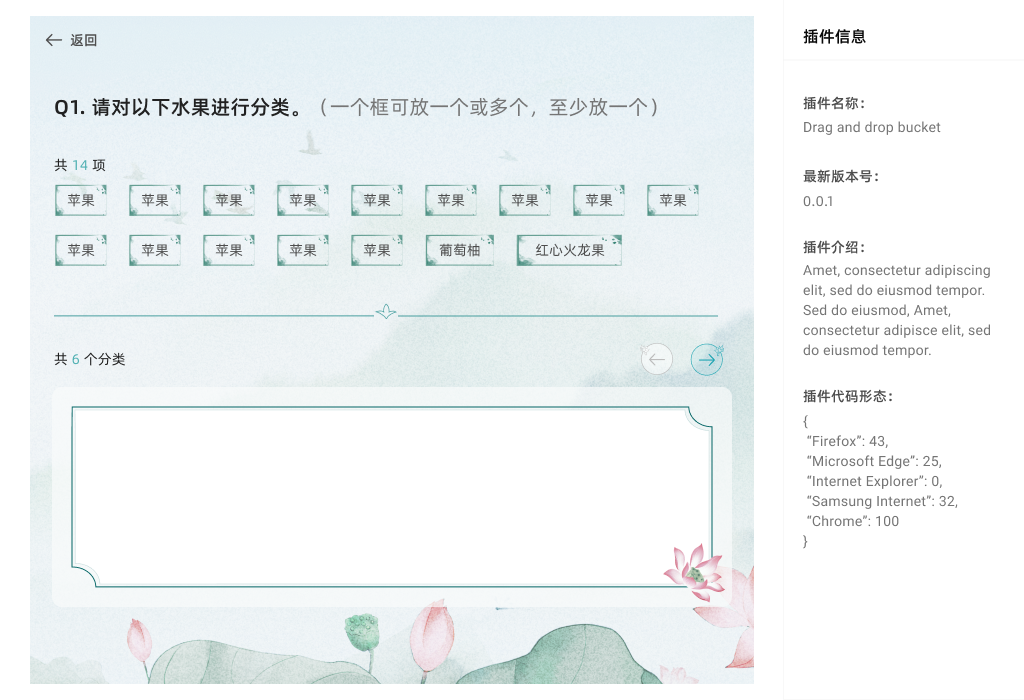 返回
Q1. 请对以下水果进行分类。（一个框可放一个或多个，至少放一个）
共 14 项
苹果 苹果 苹果 苹果 苹果 苹果 苹果 苹果 苹果
苹果 苹果 苹果 苹果 苹果 葡萄柚 红心火龙果
共 6 个分类
插件信息
插件名称：
Drag and drop bucket
最新版本号：
0.0.1
插件介绍：
Amet, consectetur adipiscing
elit, sed do eiusmod tempor.
Sed do eiusmod, Amet,
consectetur adipisce elit, sed
do eiusmod tempor.
插件代码形态：
{
“Firefox”: 43,
“Microsoft Edge”: 25,
“Internet Explorer”: 0,
“Samsung Internet”: 32,
“Chrome”: 100
}